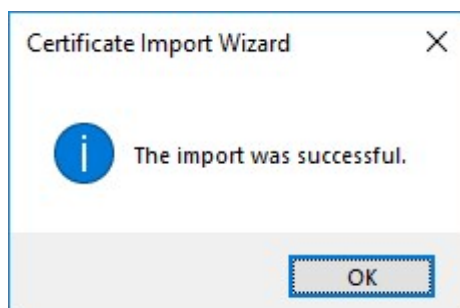 Certificate Import Wizard
The import was successful.
OK